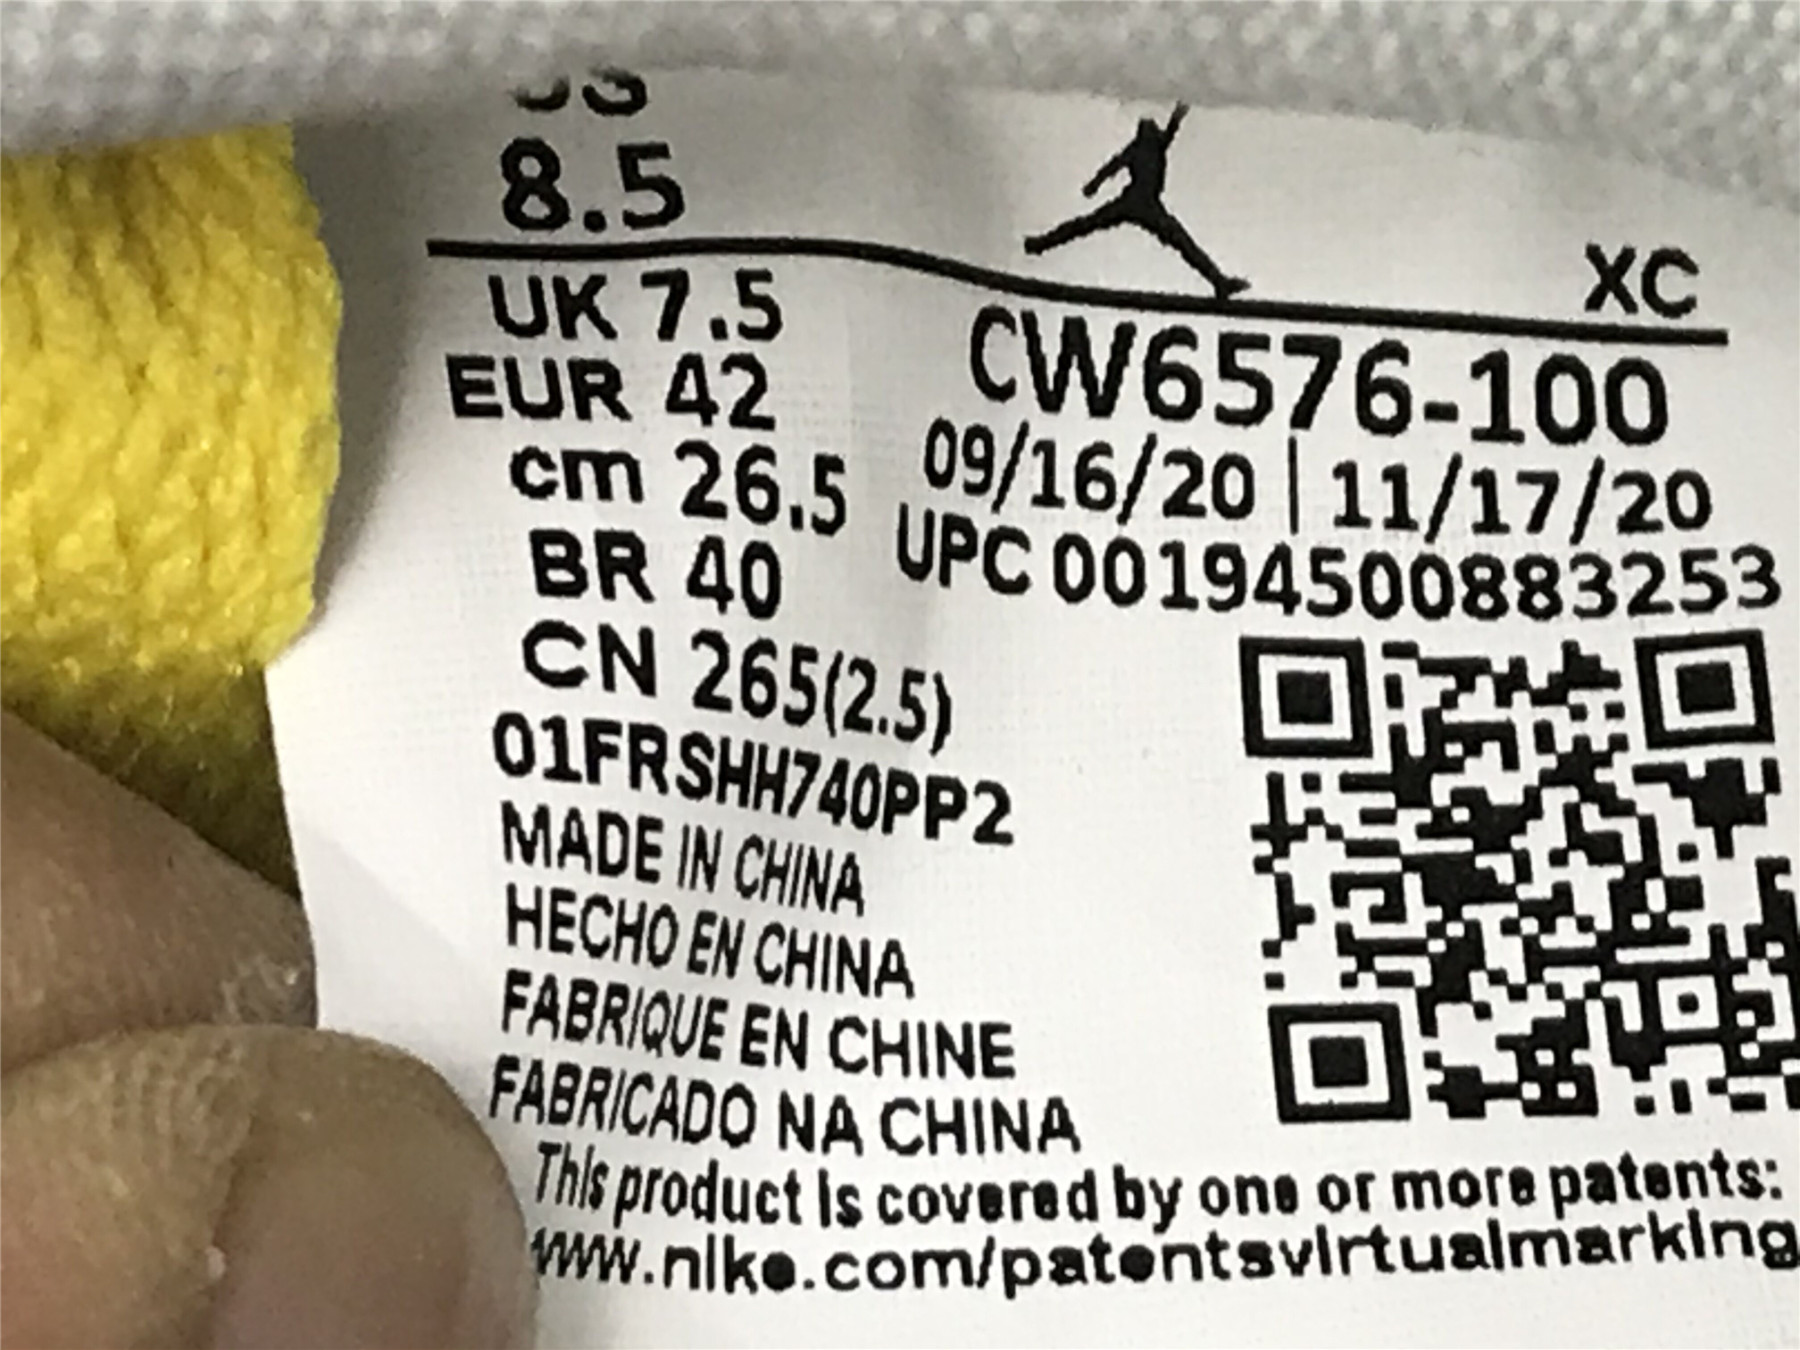 8.5
XC
UK 7.5
EUR 42
cm 26.5
BR 40
CN 265(2.5)
CW6576-100
09/16/20 | 11/17/20
UPC 00194500883253
01FRSHH740PP2
MADE IN CHINA
HECHO EN CHINA
FABRIQUE EN CHINE
FABRICADO NA CHINA
This product is covered by one or more patents:
www.nike.com/patentsvirtualmarking